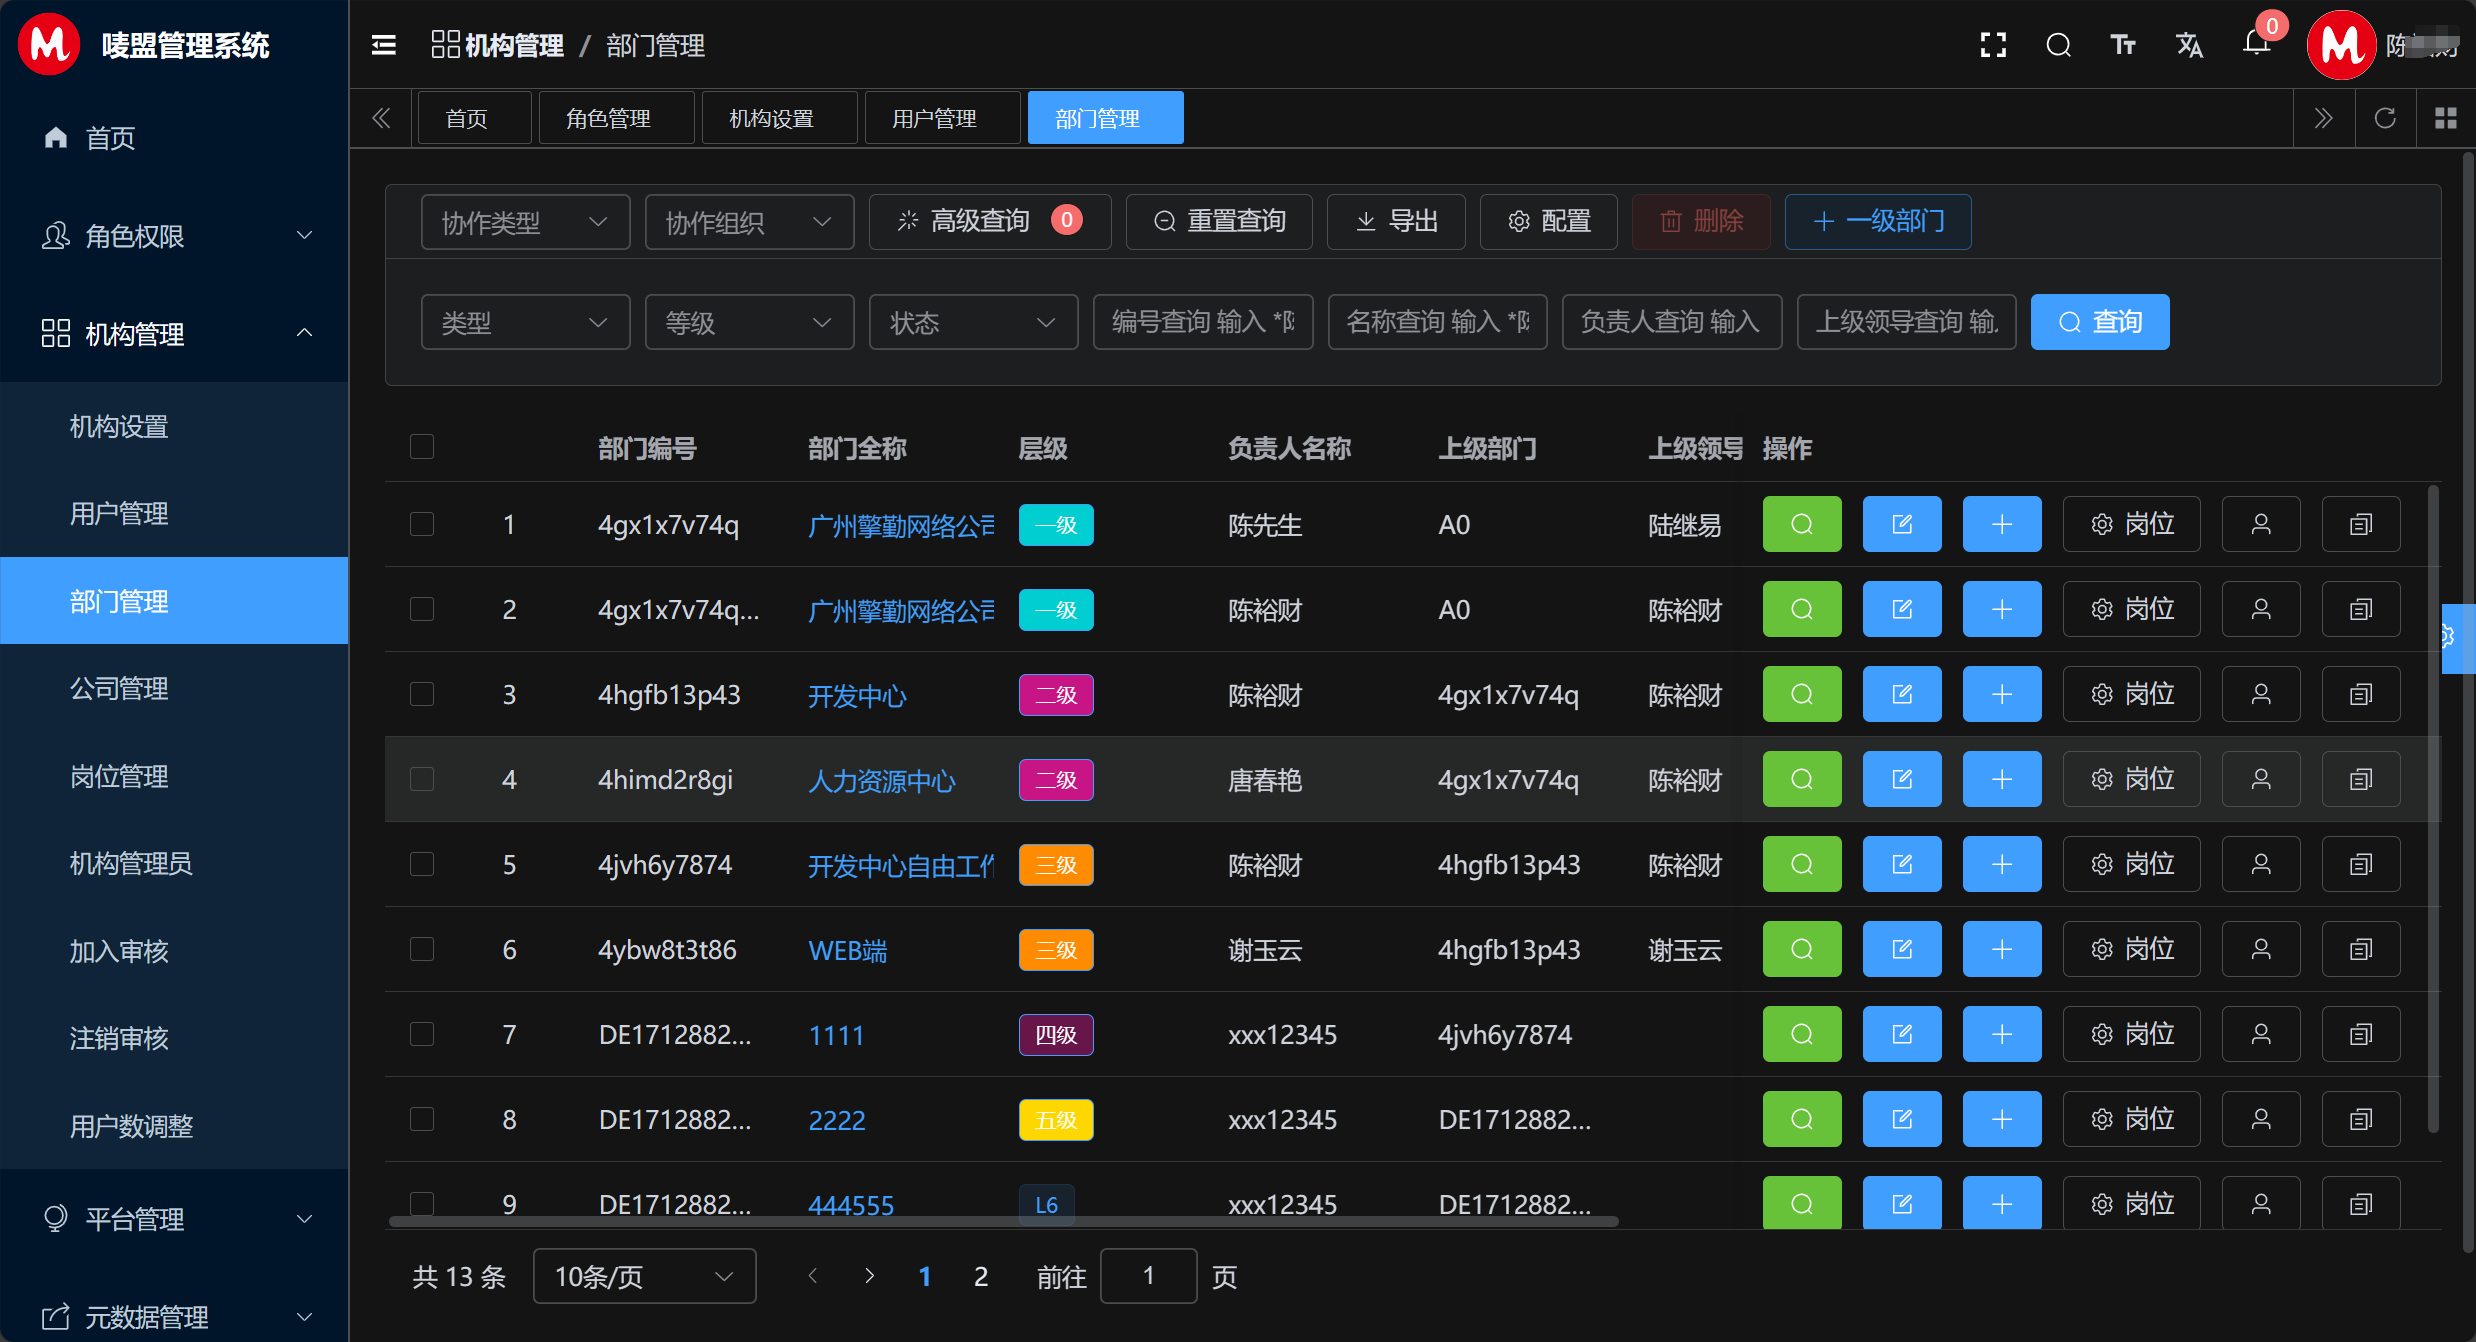 唛盟管理系统
首页
角色权限
机构管理
机构设置
用户管理
部门管理
公司管理
岗位管理
机构管理员
加入审核
注销审核
用户数调整
平台管理
元数据管理
机构管理 / 部门管理
0
首页 角色管理 机构设置 用户管理 部门管理
协作类型 协作组织 高级查询 0 重置查询 导出 配置 删除 一级部门
类型 等级 状态 编号查询 输入 * 名称查询 输入 * 负责人查询 输入 上级领导查询 输 查询
部门编号 部门全称 层级 负责人名称 上级部门 上级领导 操作
1 4gx1x7v74q 广州擎勤网络公司 一级 陈先生 A0 陆继易 岗位
2 4gx1x7v74q... 广州擎勤网络公司 一级 陈裕财 A0 陈裕财 岗位
3 4hgfb13p43 开发中心 二级 陈裕财 4gx1x7v74q 陈裕财 岗位
4 4himd2r8gi 人力资源中心 二级 唐春艳 4gx1x7v74q 陈裕财 岗位
5 4jvh6y7874 开发中心自由工作 三级 陈裕财 4hgfb13p43 陈裕财 岗位
6 4ybw8t3t86 WEB端 三级 谢玉云 4hgfb13p43 谢玉云 岗位
7 DE1712882... 1111 四级 xxx12345 4jvh6y7874 岗位
8 DE1712882... 2222 五级 xxx12345 DE1712882... 岗位
9 DE1712882... 444555 L6 xxx12345 DE1712882... 岗位
共 13 条 10条/页 1 2 前往 1 页